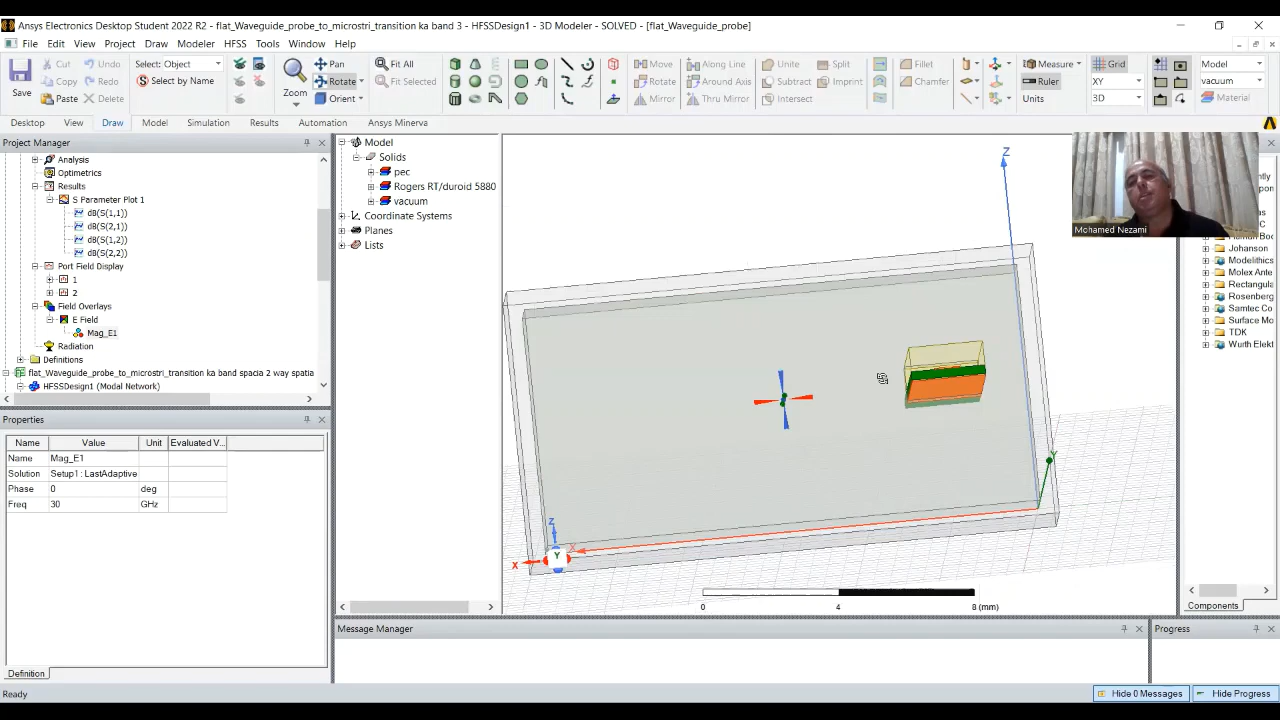 Ansys Electronics Desktop Student 2022 R2 - flat_Waveguide_probe_to_microstri_transition ka band 3 - HFSSDesign1 - 3D Modeler - SOLVED - [flat_Waveguide_probe]
File Edit View Project Draw Modeler HFSS Tools Window Help
Save
Cut
Undo
Copy
Redo
Paste
Delete
Select: Object
Select by Name
Zoom
Pan
Rotate
Orient
Fit All
Fit Selected
Move
Along Line
Rotate
Around Axis
Mirror
Thru Mirror
Unite
Split
Subtract
Imprint
Intersect
Fillet
Chamfer
Measure
Ruler
Units
Grid
XY
3D
Model
vacuum
Material
Desktop View Draw Model Simulation Results Automation Ansys Minerva
Project Manager
Analysis
Optimetrics
Results
S Parameter Plot 1
dB(S(1,1))
dB(S(2,1))
dB(S(1,2))
dB(S(2,2))
Port Field Display
1
2
Field Overlays
E Field
Mag_E1
Radiation
Definitions
flat_Waveguide_probe_to_microstri_transition ka band spacia 2 way spatia
HFSSDesign1 (Modal Network)
Properties
Name Value Unit Evaluated V...
Name Mag_E1
Solution Setup1 : LastAdaptive
Phase 0 deg
Freq 30 GHz
Definition
Model
Solids
pec
Rogers RT/duroid 5880
vacuum
Coordinate Systems
Planes
Lists
Z
Y
Z
X
Y
0 4 8 (mm)
Mohamed Nezami
Johanson
Modelithics
Molex Ante
Rectangula
Rosenberg
Samtec Co
Surface Mo
TDK
Wurth Elekt
Components
Message Manager
Progress
Ready
Hide 0 Messages
Hide Progress